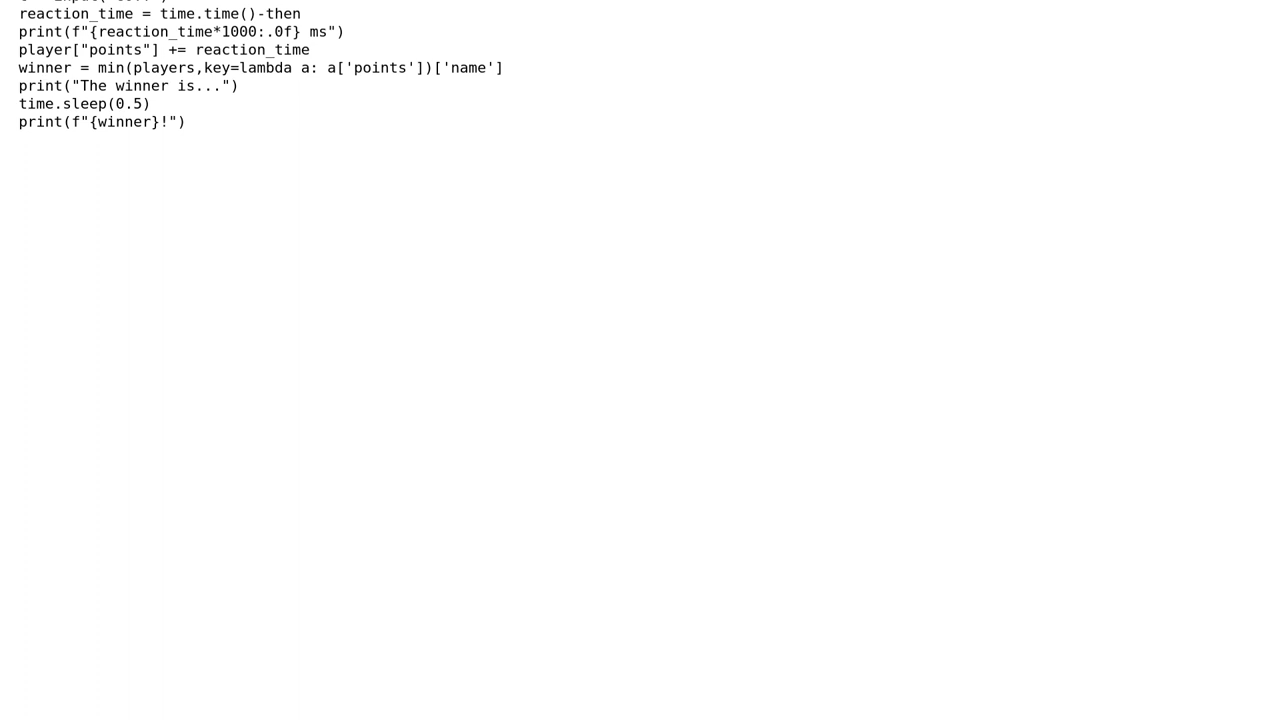 reaction_time = time.time()-then
print(f"{reaction_time*1000:.0f} ms")
player["points"] += reaction_time
winner = min(players,key=lambda a: a['points'])['name']
print("The winner is...")
time.sleep(0.5)
print(f"{winner}!")